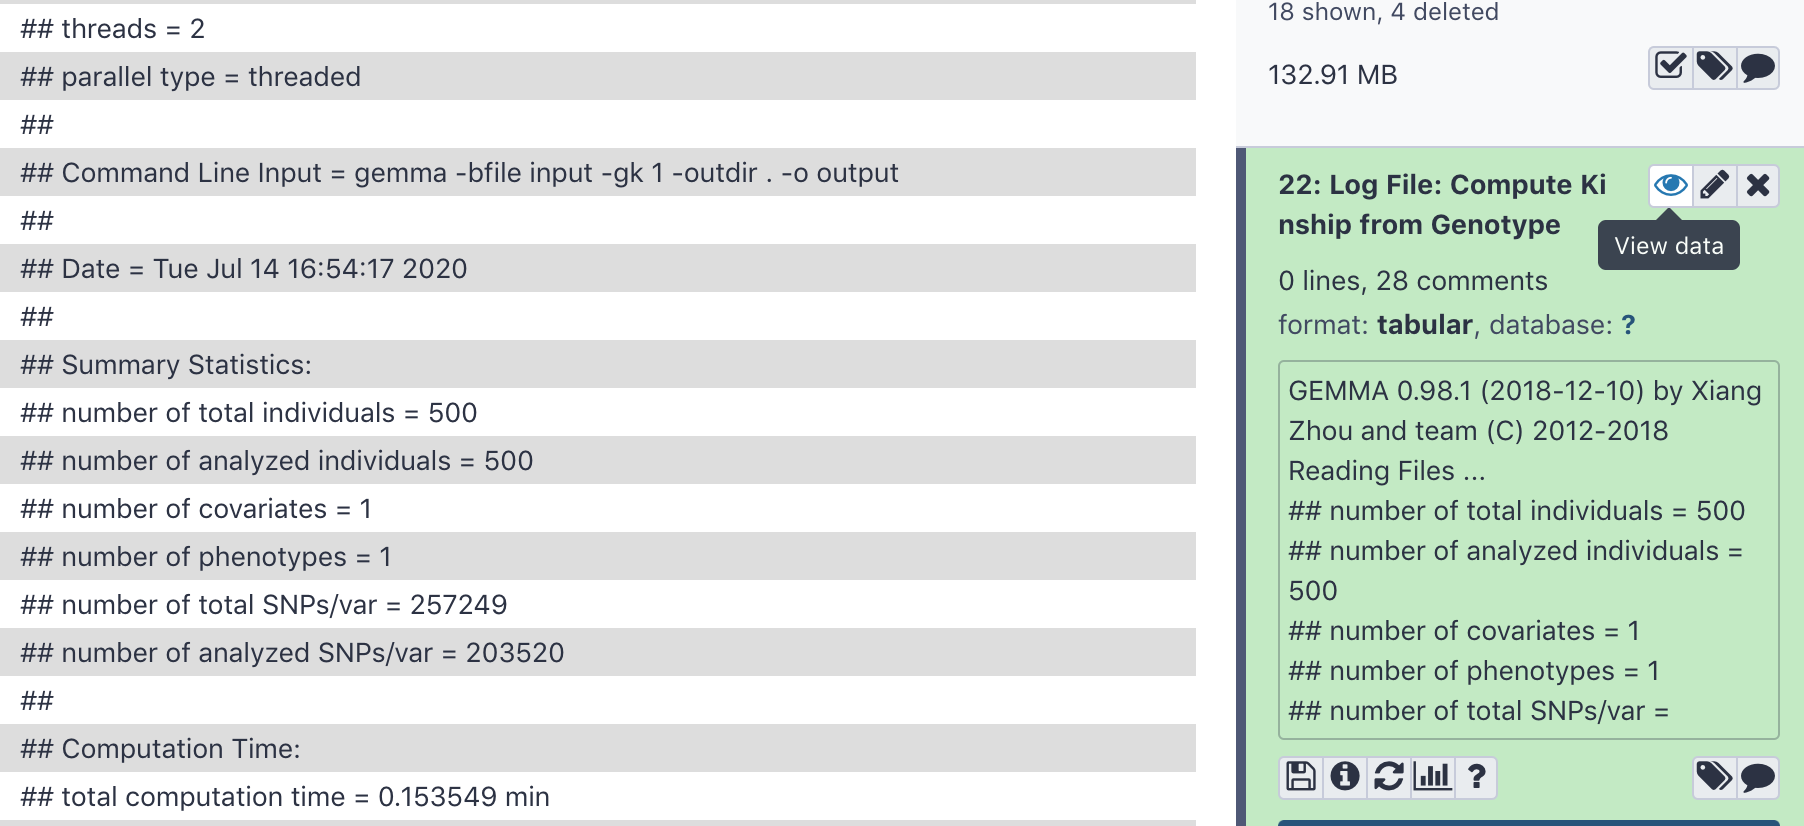 ## threads = 2
## parallel type = threaded
##
## Command Line Input = gemma -bfile input -gk 1 -outdir . -o output
##
## Date = Tue Jul 14 16:54:17 2020
##
## Summary Statistics:
## number of total individuals = 500
## number of analyzed individuals = 500
## number of covariates = 1
## number of phenotypes = 1
## number of total SNPs/var = 257249
## number of analyzed SNPs/var = 203520
##
## Computation Time:
## total computation time = 0.153549 min
18 shown, 4 deleted
132.91 MB
22: Log File: Compute Ki
nship from Genotype
View data
0 lines, 28 comments
format: tabular, database: ?
GEMMA 0.98.1 (2018-12-10) by Xiang
Zhou and team (C) 2012-2018
Reading Files ...
## number of total individuals = 500
## number of analyzed individuals =
500
## number of covariates = 1
## number of phenotypes = 1
## number of total SNPs/var =